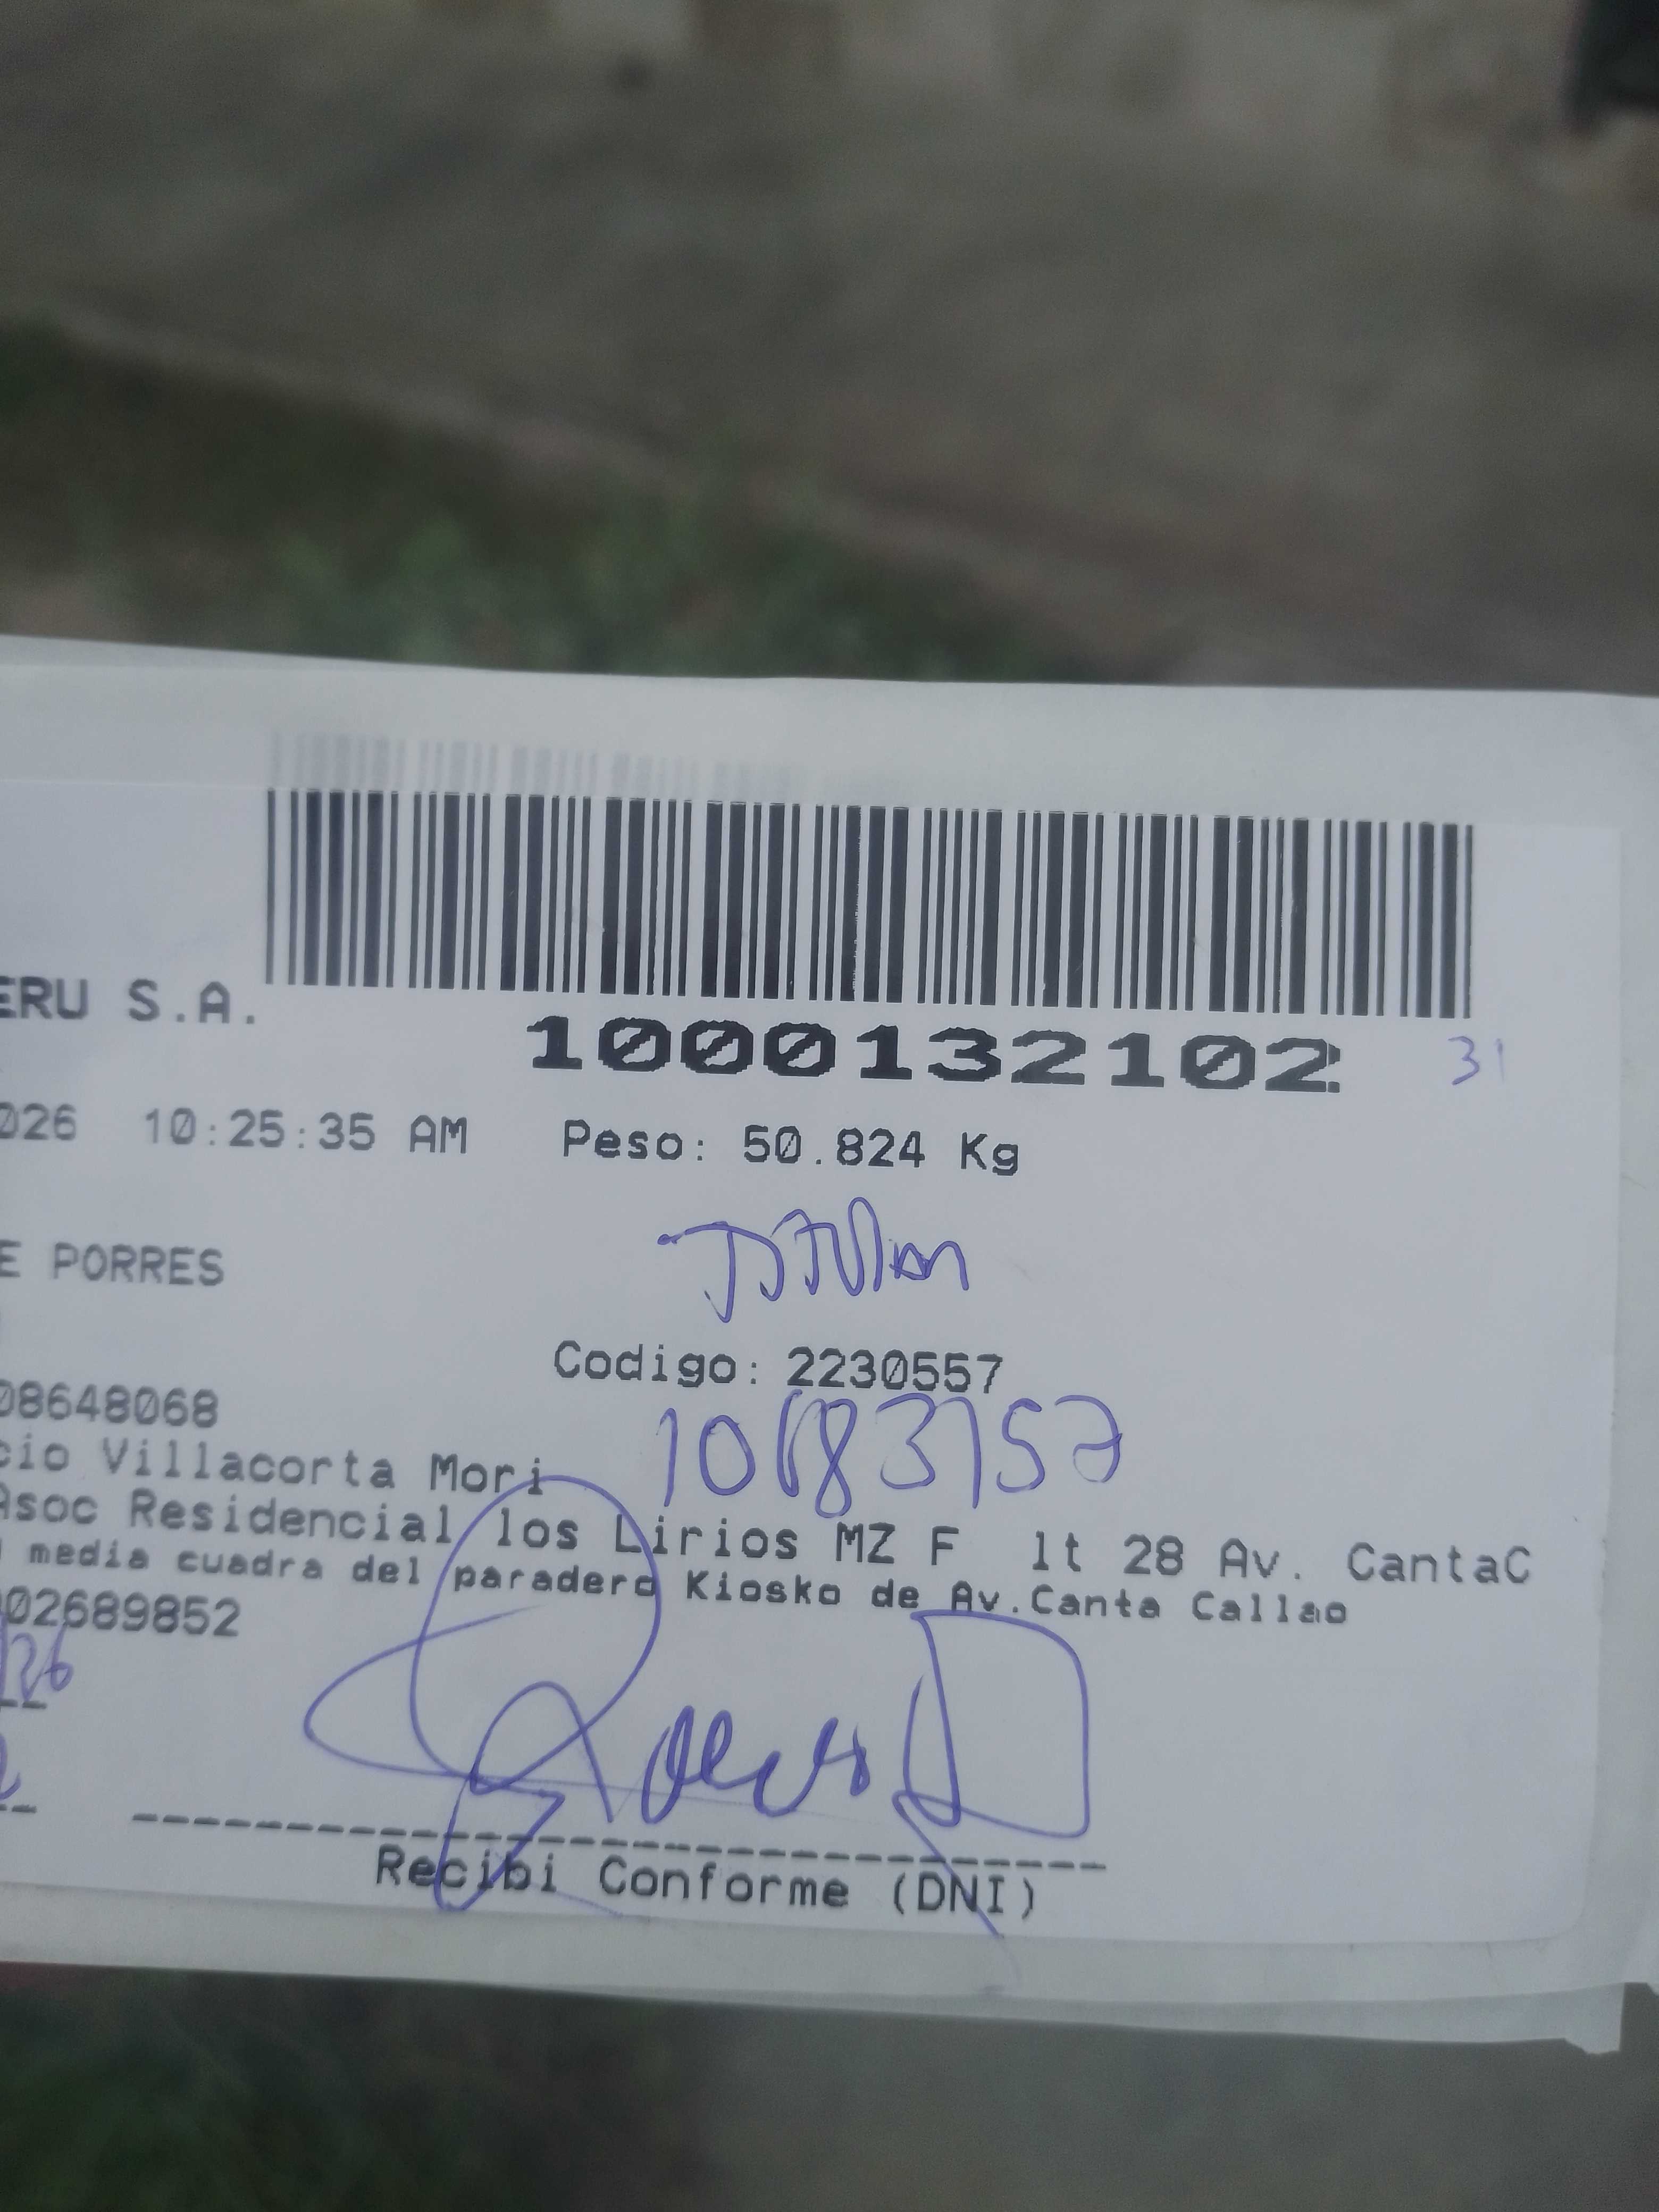 ERU S.A.
1000132102 31
026 10:25:35 AM Peso: 50.824 Kg
E PORRES
Codigo: 2230557
08648068
cio Villacorta Mori
Asoc Residencial los Lirios MZ F lt 28 Av. CantaC
media cuadra del paradero Kiosko de Av.Canta Callao
002689852
26
Recibi Conforme (DNI)